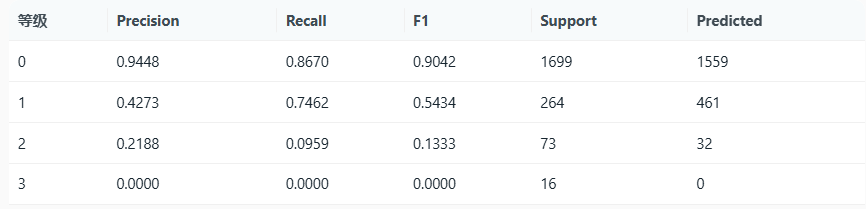 等级 Precision Recall F1 Support Predicted
0 0.9448 0.8670 0.9042 1699 1559
1 0.4273 0.7462 0.5434 264 461
2 0.2188 0.0959 0.1333 73 32
3 0.0000 0.0000 0.0000 16 0